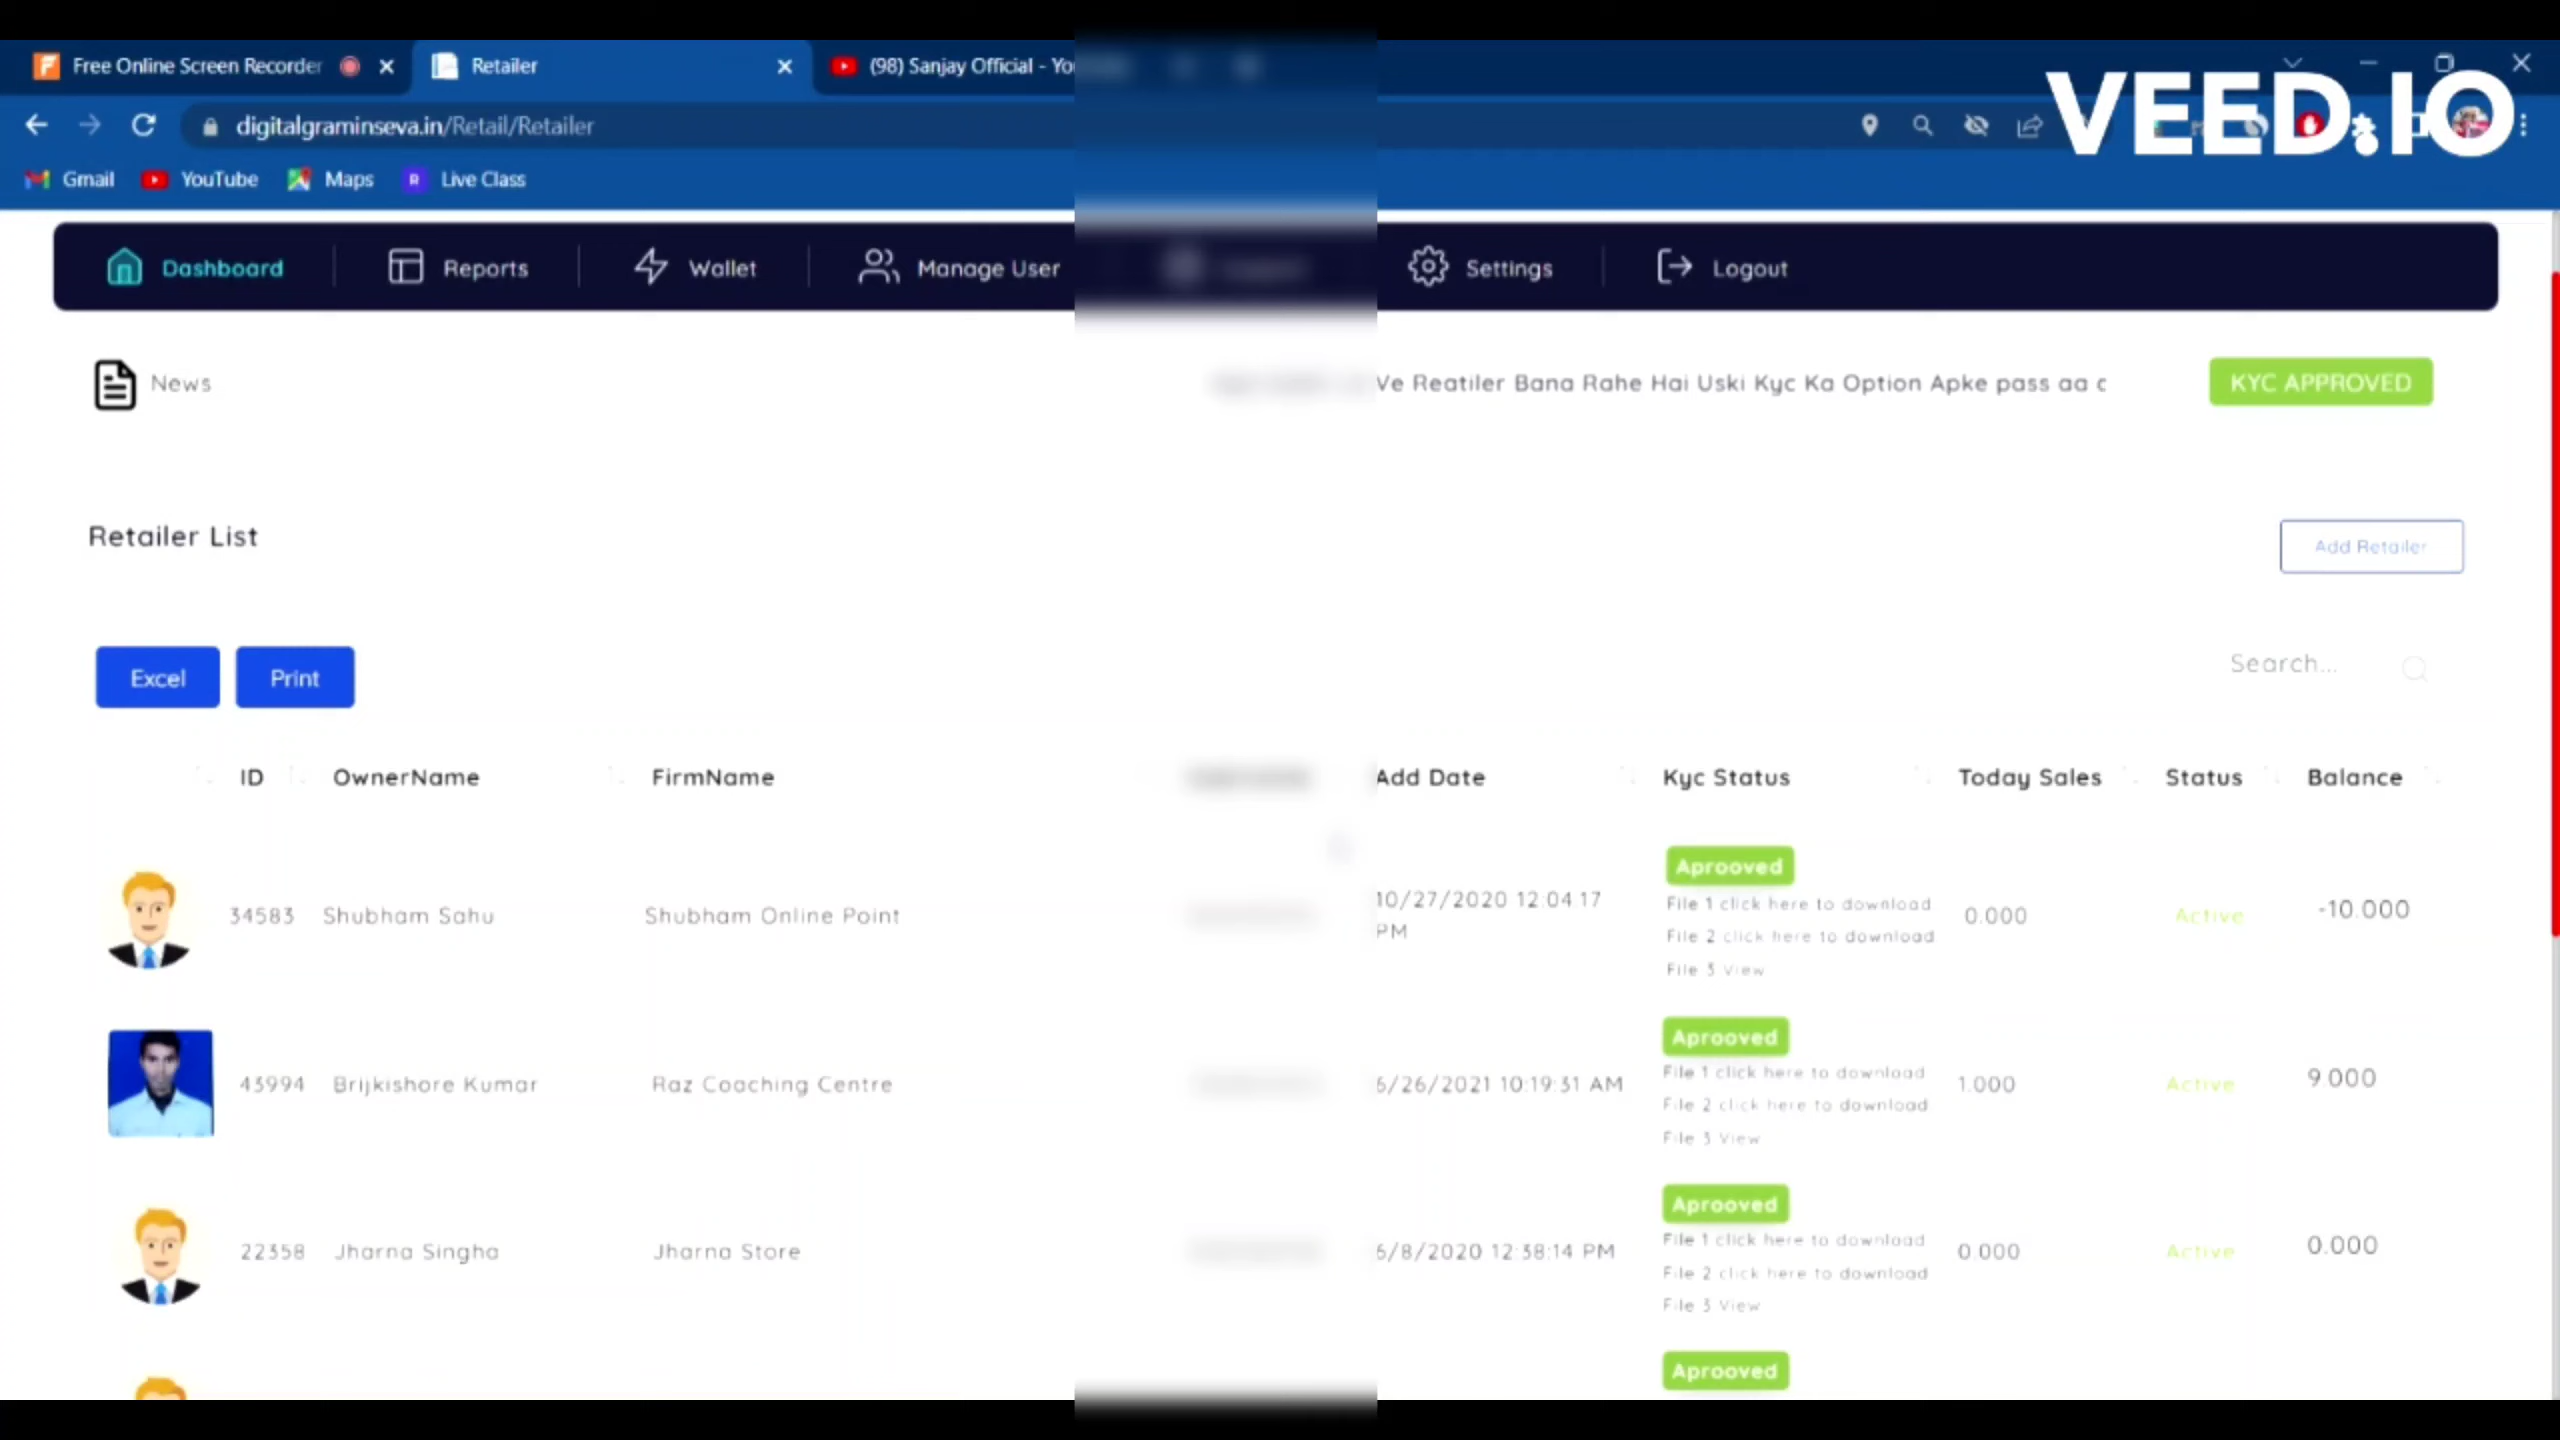 Free Online Screen Recorder
Retailer
(98) Sanjay Official - Yo
VEED.IO
digitalgraminseva.in/Retail/Retailer
Gmail YouTube Maps Live Class
Dashboard Reports Wallet Manage User Settings Logout
News Ve Reatiler Bana Rahe Hai Uski Kyc Ka Option Apke pass aa KYC APPROVED
Retailer List Add Retailer
Excel Print Search...
ID OwnerName FirmName Add Date Kyc Status Today Sales Status Balance
34583 Shubham Sahu Shubham Online Point 10/27/2020 12:04:17 PM Aprooved 0.000 Active -10.000
File 1 click here to download
File 2 click here to download
File 3 View
43994 Brijkishore Kumar Raz Coaching Centre 6/26/2021 10:19:31 AM Aprooved 1.000 Active 9.000
File 1 click here to download
File 2 click here to download
File 3 View
22358 Jharna Singha Jharna Store 6/8/2020 12:38:14 PM Aprooved 0.000 Active 0.000
File 1 click here to download
File 2 click here to download
File 3 View
Aprooved